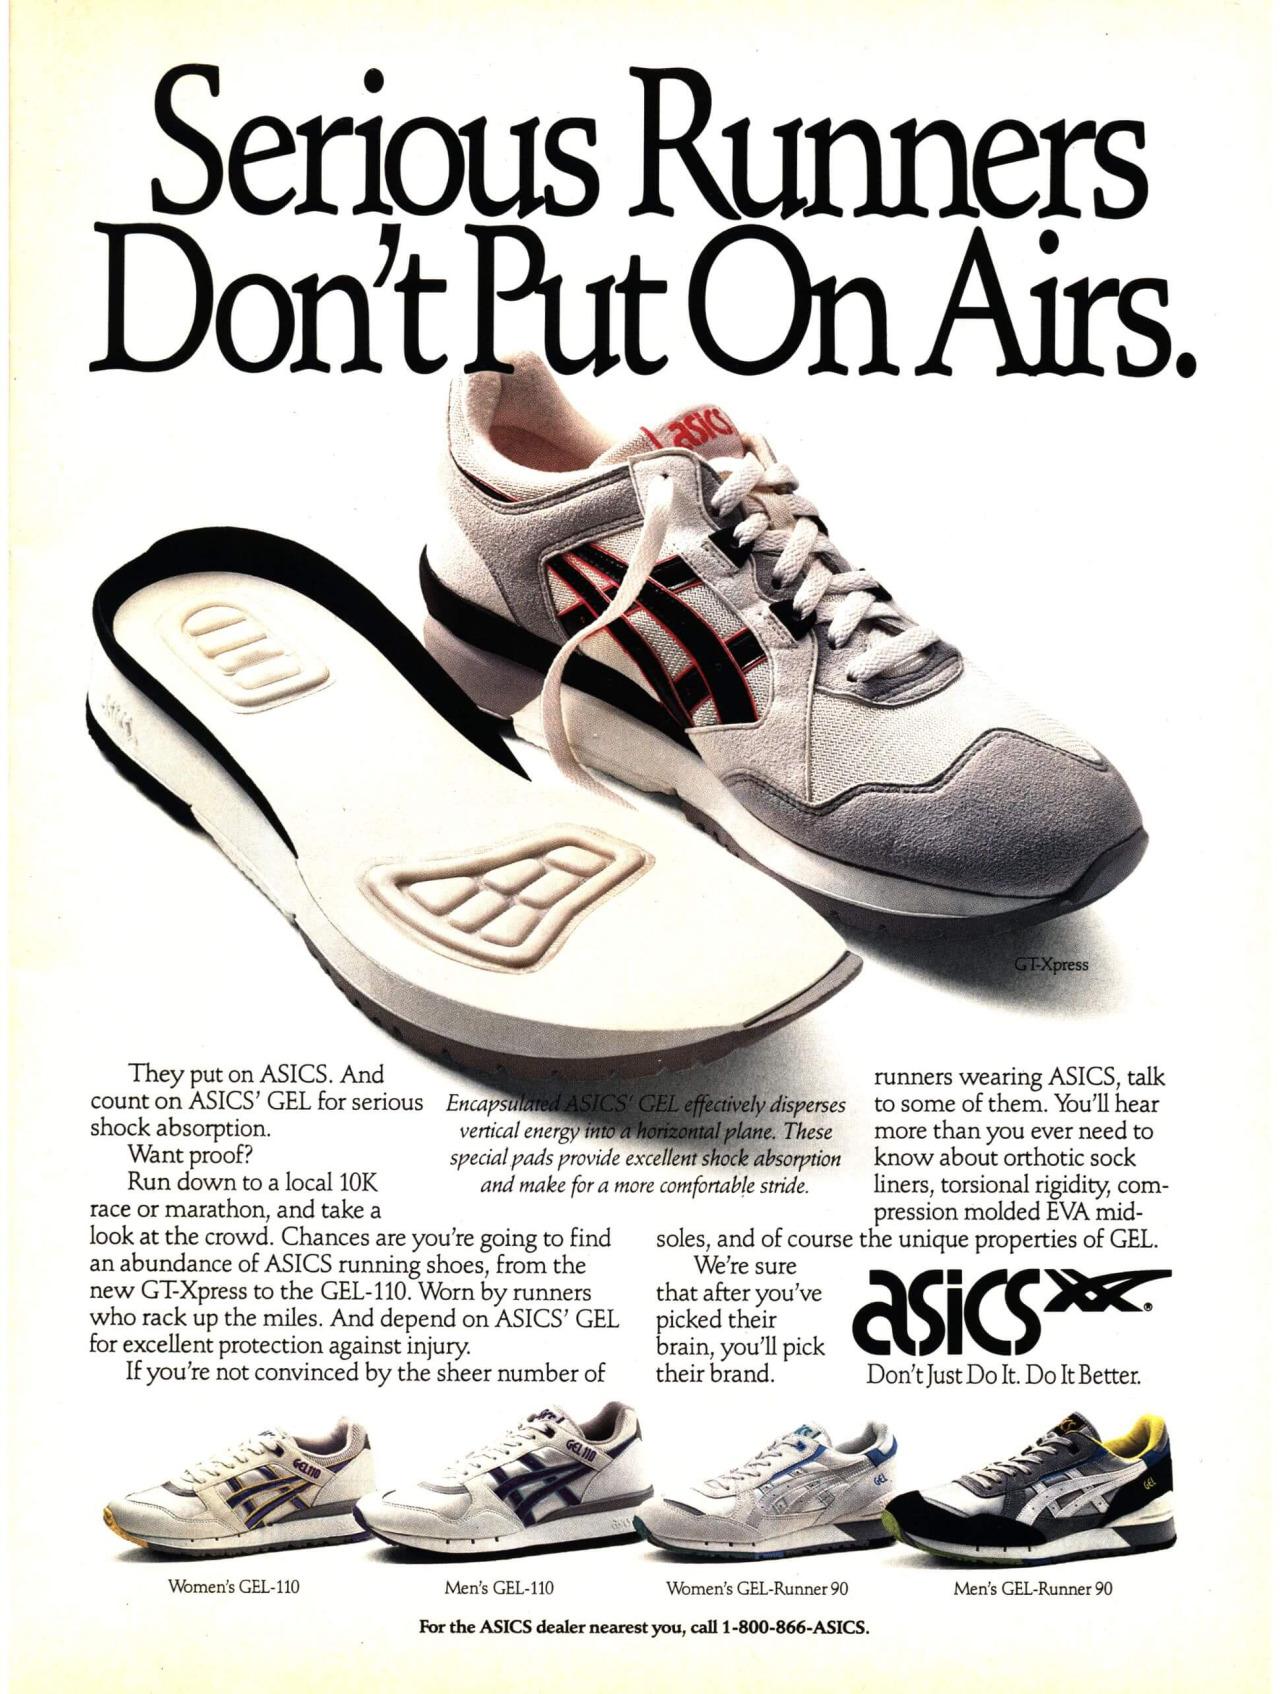 Serious Runners
Don't Put On Airs.
asics
GT-Xpress
They put on ASICS. And
count on ASICS' GEL for serious
shock absorption.
Want proof?
Run down to a local 10K
race or marathon, and take a
look at the crowd. Chances are you're going to find
an abundance of ASICS running shoes, from the
new GT-Xpress to the GEL-110. Worn by runners
who rack up the miles. And depend on ASICS' GEL
for excellent protection against injury.
If you're not convinced by the sheer number of
Encapsulated ASICS' GEL effectively disperses
vertical energy into a horizontal plane. These
special pads provide excellent shock absorption
and make for a more comfortable stride.
runners wearing ASICS, talk
to some of them. You'll hear
more than you ever need to
know about orthotic sock
liners, torsional rigidity, com-
pression molded EVA mid-
soles, and of course the unique properties of GEL.
We're sure
that after you've
picked their
brain, you'll pick
their brand.
asics®
Don't Just Do It. Do It Better.
GEL110
GEL110
GEL
GEL
Women's GEL-110
Men's GEL-110
Women's GEL-Runner 90
Men's GEL-Runner 90
For the ASICS dealer nearest you, call 1-800-866-ASICS.